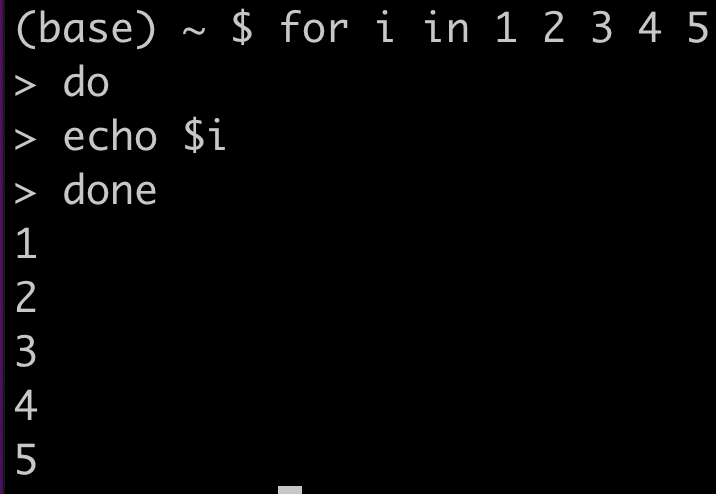 (base) ~ $ for i in 1 2 3 4 5
> do
> echo $i
> done
1
2
3
4
5